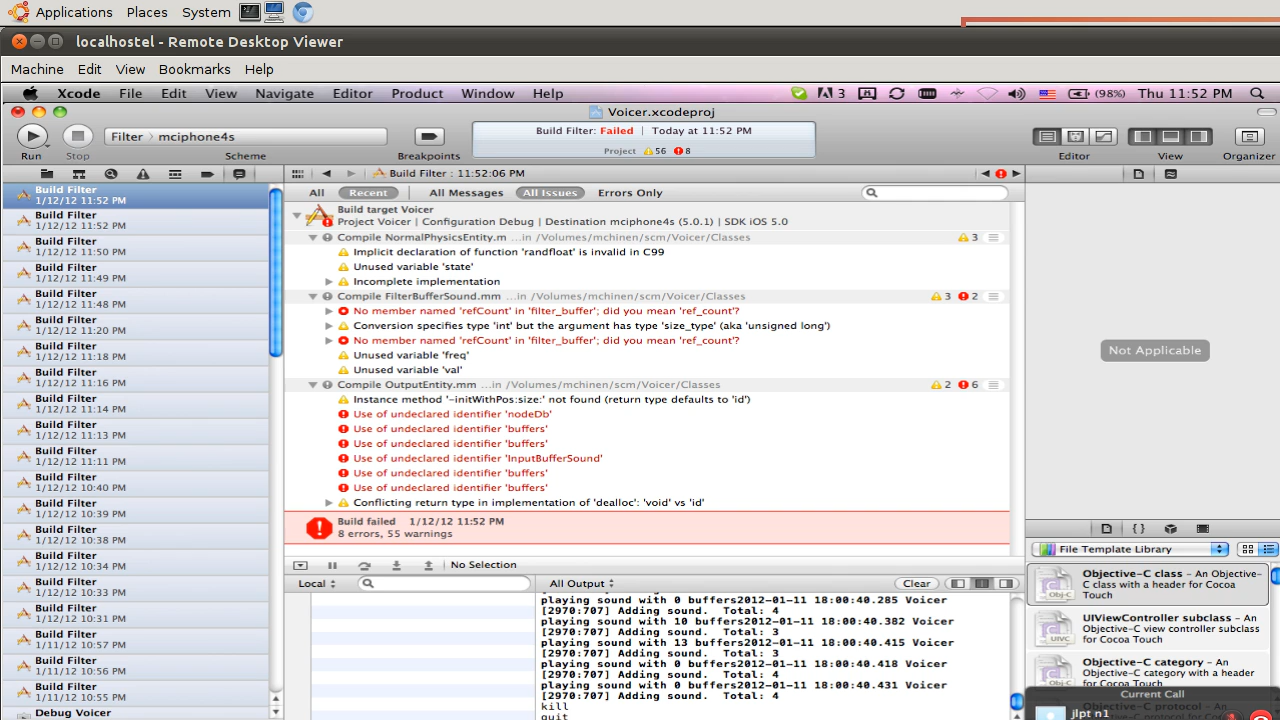 Applications Places System
localhostel - Remote Desktop Viewer
Machine Edit View Bookmarks Help
Xcode File Edit View Navigate Editor Product Window Help 3 (98%) Thu 11:52 PM
Voicer.xcodeproj
Filter mciphone4s
Build Filter: Failed | Today at 11:52 PM
Project 56 8
Run Stop Scheme Breakpoints Editor View Organizer
Build Filter : 11:52:06 PM
All Recent All Messages All Issues Errors Only
Build Filter
1/12/12 11:52 PM
Build Filter
1/12/12 11:52 PM
Build Filter
1/12/12 11:50 PM
Build Filter
1/12/12 11:49 PM
Build Filter
1/12/12 11:48 PM
Build Filter
1/12/12 11:20 PM
Build Filter
1/12/12 11:18 PM
Build Filter
1/12/12 11:16 PM
Build Filter
1/12/12 11:14 PM
Build Filter
1/12/12 11:13 PM
Build Filter
1/12/12 11:11 PM
Build Filter
1/12/12 10:40 PM
Build Filter
1/12/12 10:39 PM
Build Filter
1/12/12 10:38 PM
Build Filter
1/12/12 10:34 PM
Build Filter
1/12/12 10:33 PM
Build Filter
1/12/12 10:31 PM
Build Filter
1/11/12 10:57 PM
Build Filter
1/11/12 10:56 PM
Build Filter
1/11/12 10:55 PM
Debug Voicer
Build target Voicer
Project Voicer | Configuration Debug | Destination mciphone4s (5.0.1) | SDK iOS 5.0
Compile NormalPhysicsEntity.m ...in /Volumes/mchinen/scm/Voicer/Classes 3
Implicit declaration of function 'randfloat' is invalid in C99
Unused variable 'state'
Incomplete implementation
Compile FilterBufferSound.mm ...in /Volumes/mchinen/scm/Voicer/Classes 3 2
No member named 'refCount' in 'filter_buffer'; did you mean 'ref_count'?
Conversion specifies type 'int' but the argument has type 'size_type' (aka 'unsigned long')
No member named 'refCount' in 'filter_buffer'; did you mean 'ref_count'?
Unused variable 'freq'
Unused variable 'val'
Compile OutputEntity.mm ...in /Volumes/mchinen/scm/Voicer/Classes 2 6
Instance method '-initWithPos:size:' not found (return type defaults to 'id')
Use of undeclared identifier 'nodeDb'
Use of undeclared identifier 'buffers'
Use of undeclared identifier 'buffers'
Use of undeclared identifier 'InputBufferSound'
Use of undeclared identifier 'buffers'
Use of undeclared identifier 'buffers'
Conflicting return type in implementation of 'dealloc': 'void' vs 'id'
Build failed 1/12/12 11:52 PM
8 errors, 55 warnings
No Selection
Local All Output Clear
playing sound with 0 buffers2012-01-11 18:00:40.285 Voicer
[2970:707] Adding sound. Total: 4
playing sound with 10 buffers2012-01-11 18:00:40.382 Voicer
[2970:707] Adding sound. Total: 3
playing sound with 13 buffers2012-01-11 18:00:40.415 Voicer
[2970:707] Adding sound. Total: 3
playing sound with 0 buffers2012-01-11 18:00:40.418 Voicer
[2970:707] Adding sound. Total: 4
playing sound with 0 buffers2012-01-11 18:00:40.431 Voicer
[2970:707] Adding sound. Total: 4
kill
quit
Not Applicable
{ }
File Template Library
Obj-C
Objective-C class - An Objective-
C class with a header for Cocoa
Touch
UIVC
UIViewController subclass - An
Objective-C view controller subclass
for Cocoa Touch
Objective-C category - An
Objective-C category with a header
for Cocoa Touch
Objective-C protocol - An
Current Call
jlpt n1